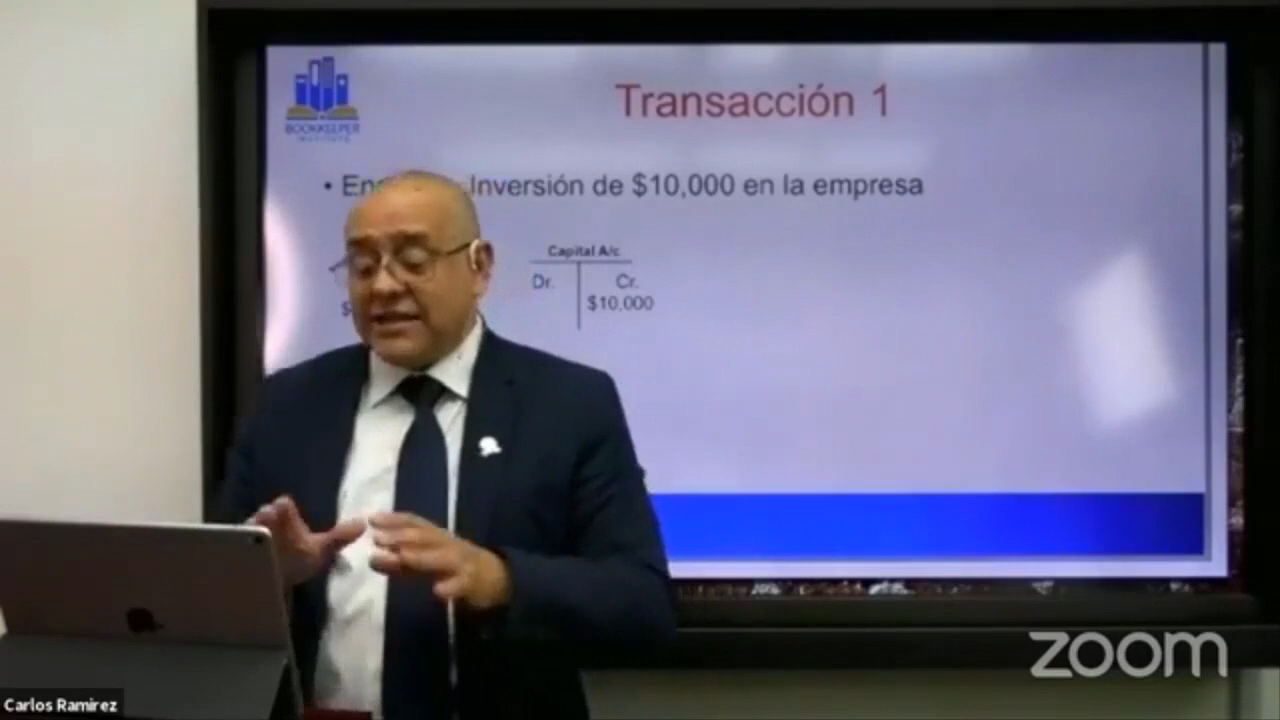 Transacción 1
BOOKKEEPER
INSTITUTE
• En Inversión de $10,000 en la empresa
Capital A/c
Dr. Cr.
$ $10,000
zoom
Carlos Ramirez